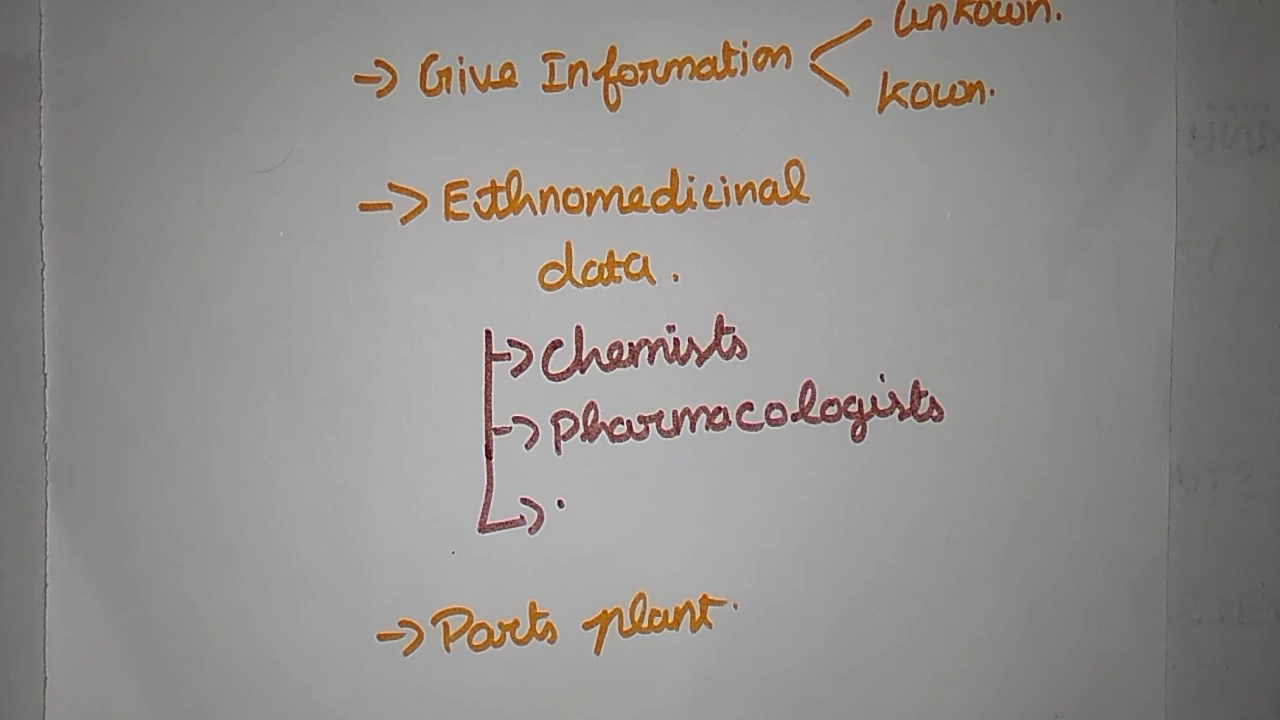 unkown.
-> Give Information <
kown.
-> Ethnomedicinal
data.
-> Chemists
-> Pharmacologists
-> .
-> Parts plant.